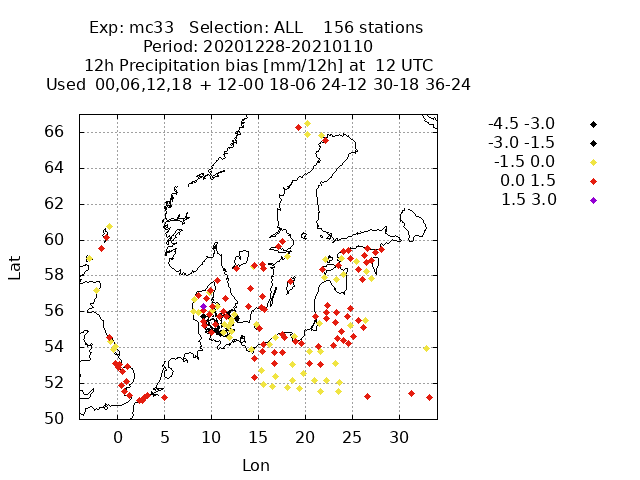 Exp: mc33 Selection: ALL 156 stations
Period: 20201228-20210110
12h Precipitation bias [mm/12h] at 12 UTC
Used 00,06,12,18 + 12-00 18-06 24-12 30-18 36-24
66
64
62
60
58
56
54
52
50
Lat
0 5 10 15 20 25 30
Lon
-4.5 -3.0
-3.0 -1.5
-1.5 0.0
0.0 1.5
1.5 3.0